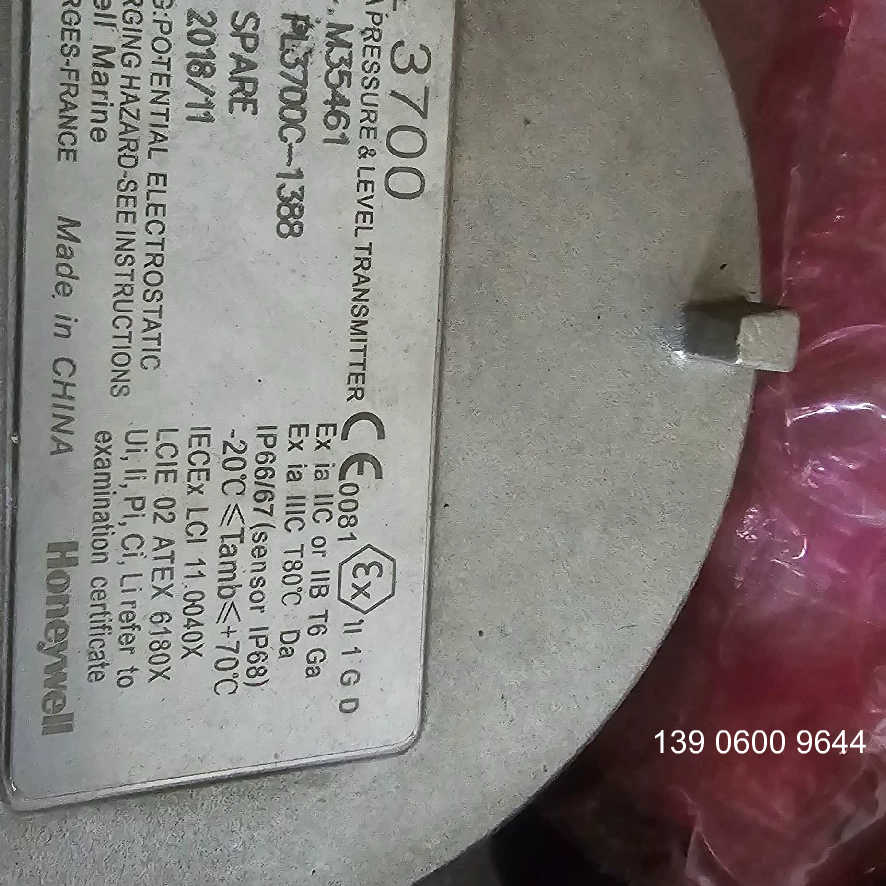 3700
PRESSURE & LEVEL TRANSMITTER
M35461
PL3700C-1388
SPARE
2018/11
G:POTENTIAL ELECTROSTATIC
RGING HAZARD-SEE INSTRUCTIONS
ell Marine
RGES-FRANCE Made in CHINA
CE 0081 Ex II 1 G D
Ex ia IIC or IIB T6 Ga
Ex ia IIIC T80℃ Da
IP66/67(sensor IP68)
-20℃≤Tamb≤+70℃
IECEx LCI 11.0040X
LCIE 02 ATEX 6180X
Ui, Ii, Pi, Ci, Li refer to
examination certificate
Honeywell
139 0600 9644